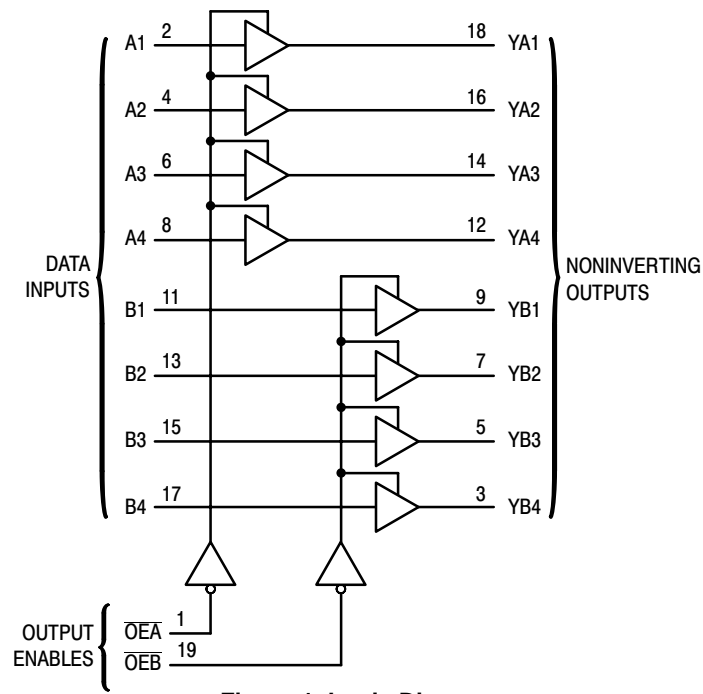 A1 2 18 YA1
A2 4 16 YA2
A3 6 14 YA3
A4 8 12 YA4
DATA
INPUTS
NONINVERTING
OUTPUTS
B1 11 9 YB1
B2 13 7 YB2
B3 15 5 YB3
B4 17 3 YB4
OUTPUT
ENABLES
O̅E̅A̅ 1
O̅E̅B̅ 19